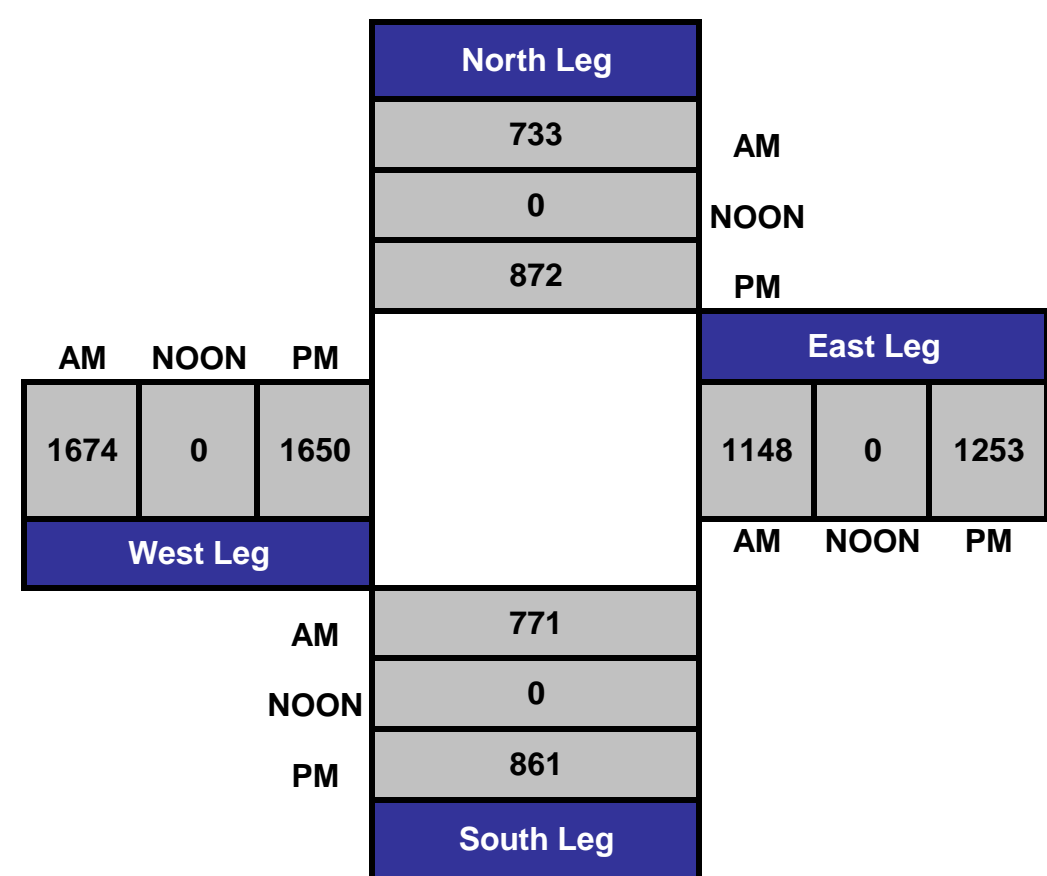 North Leg
733 AM
0 NOON
872 PM
East Leg
AM NOON PM
1674 0 1650
1148 0 1253
West Leg
AM NOON PM
AM 771
NOON 0
PM 861
South Leg